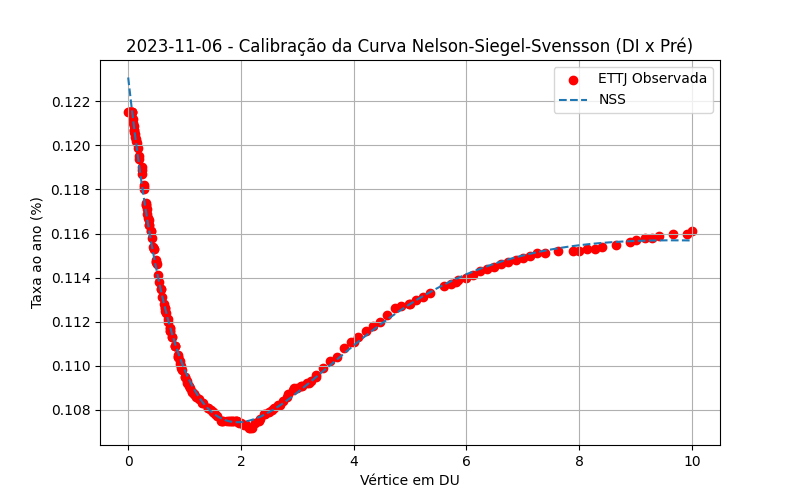 2023-11-06 - Calibração da Curva Nelson-Siegel-Svensson (DI x Pré)
ETTJ Observada
NSS
Taxa ao ano (%)
0.122
0.120
0.118
0.116
0.114
0.112
0.110
0.108
0 2 4 6 8 10
Vértice em DU